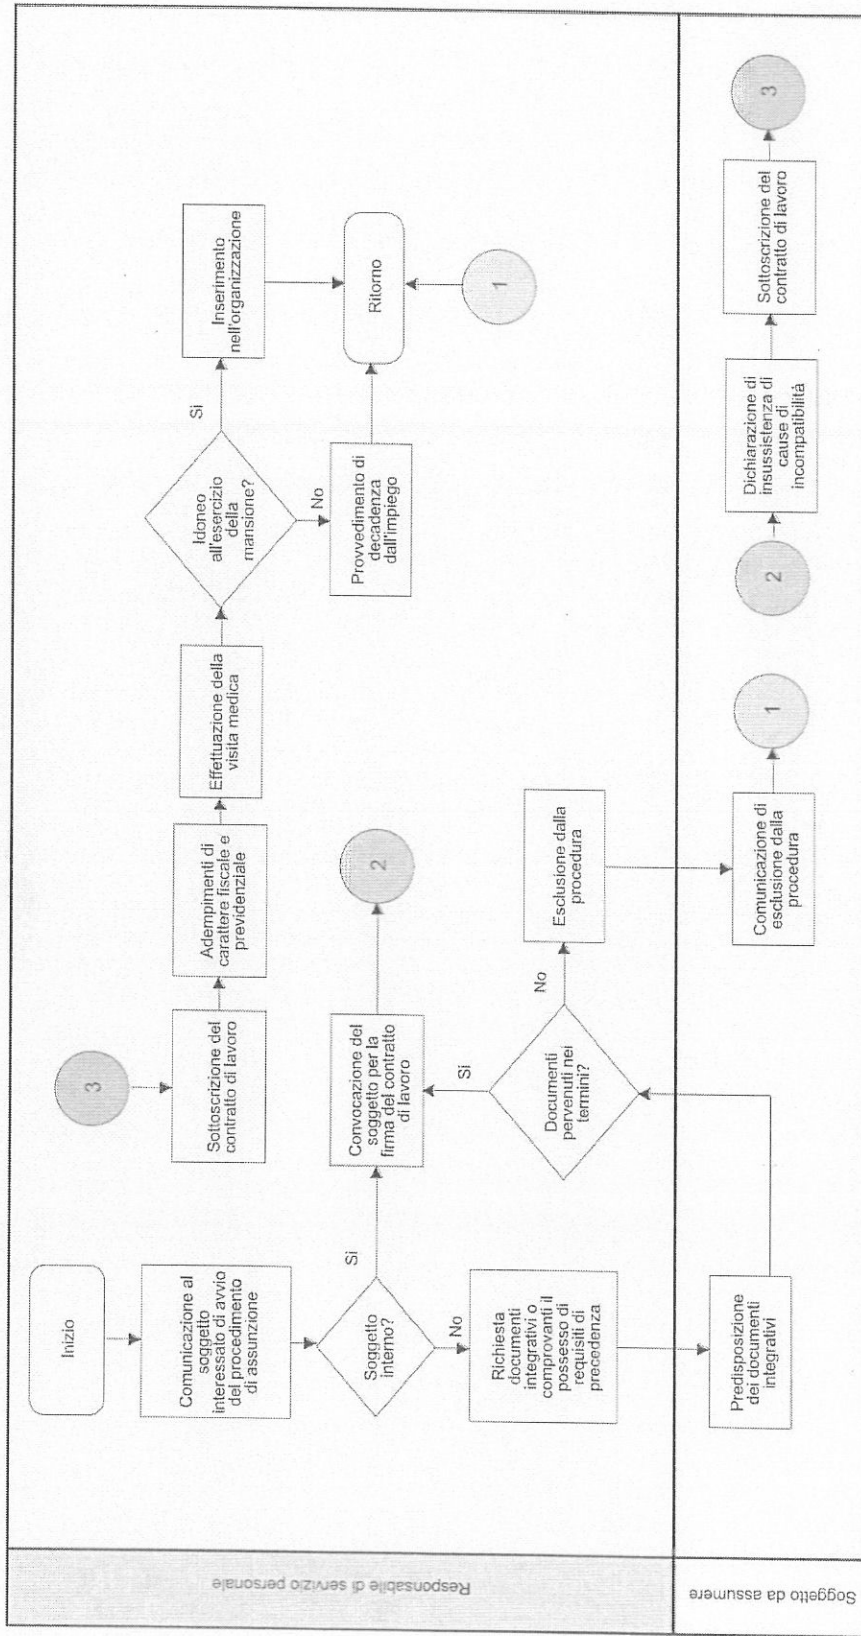 Responsabile di servizio personale
Inizio
Comunicazione al
soggetto
interessato di avvio
del procedimento
di assunzione
Soggetto
interno?
Si
No
Richiesta
documenti
integrativi o
comprovanti il
possesso di
requisiti di
precedenza
Convocazione del
soggetto per la
firma del contratto
di lavoro
2
Si
Documenti
pervenuti nei
termini?
No
Esclusione dalla
procedura
3
Sottoscrizione del
contratto di lavoro
Adempimenti di
carattere fiscale e
previdenziale
Effettuazione della
visita medica
Idoneo
all'esercizio
della
mansione?
Si
No
Inserimento
nell'organizzazione
Provvedimento di
decadenza
dall'impiego
Ritorno
1
Soggetto da assumere
Predisposizione
dei documenti
integrativi
Comunicazione di
esclusione dalla
procedura
1
2
Dichiarazione di
insussistenza di
cause di
incompatibilità
Sottoscrizione del
contratto di lavoro
3